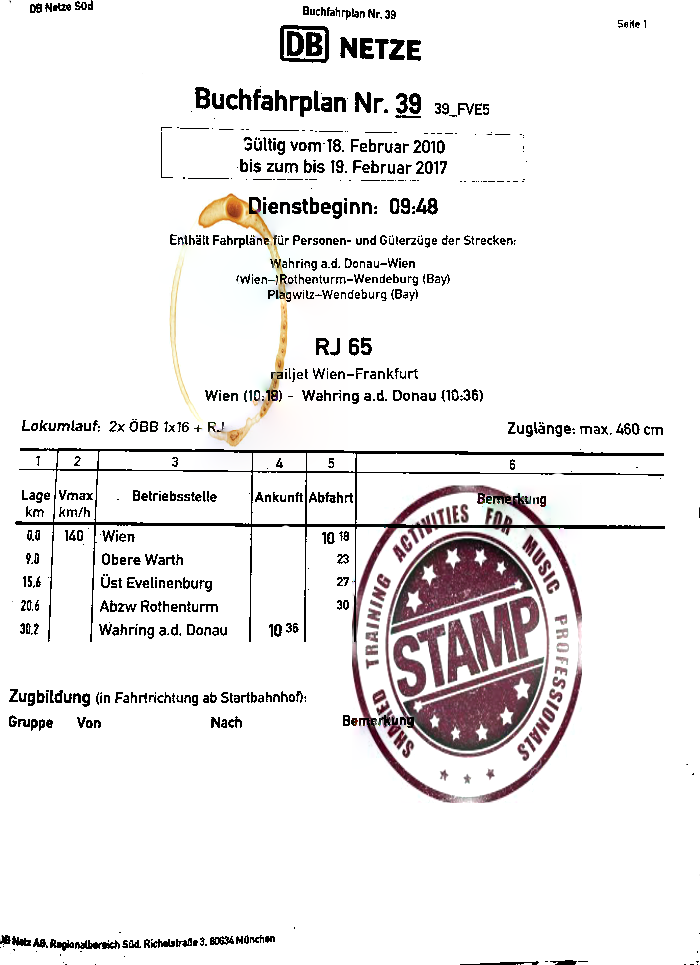 DB Netze Süd
Buchfahrplan Nr. 39
Seite 1
DB NETZE
Buchfahrplan Nr. 39 39_FVE5
Gültig vom 18. Februar 2010
bis zum bis 19. Februar 2017
Dienstbeginn: 09:48
Enthält Fahrpläne für Personen- und Güterzüge der Strecken:
Wahring a.d. Donau-Wien
(Wien-)Rothenturm-Wendeburg (Bay)
Plagwitz-Wendeburg (Bay)
RJ 65
railjet Wien-Frankfurt
Wien (10:18) - Wahring a.d. Donau (10:36)
Lokumlauf: 2x ÖBB 1x16 + RJ
Zuglänge: max. 460 cm
1 2 3 4 5 6
Lage Vmax Betriebsstelle Ankunft Abfahrt Bemerkung
km km/h
0.0 140 Wien 10 18
9.0 Obere Warth 23
15.6 Üst Evelinenburg 27
20.6 Abzw Rothenturm 30
30.2 Wahring a.d. Donau 10 36
SHARED TRAINING ACTIVITIES FOR MUSIC PROFESSIONALS
STAMP
Zugbildung (in Fahrtrichtung ab Startbahnhof):
Gruppe Von Nach Bemerkung
DB Netz AG, Regionalbereich Süd, Richelstraße 3, 80634 München